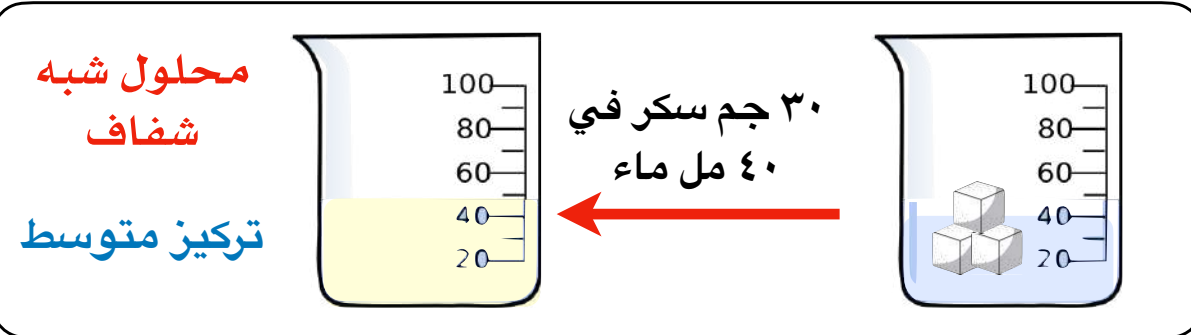 محلول شبه
شفاف
تركيز متوسط
٣٠ جم سكر في
٤٠ مل ماء
100
80
60
40
20
100
80
60
40
20